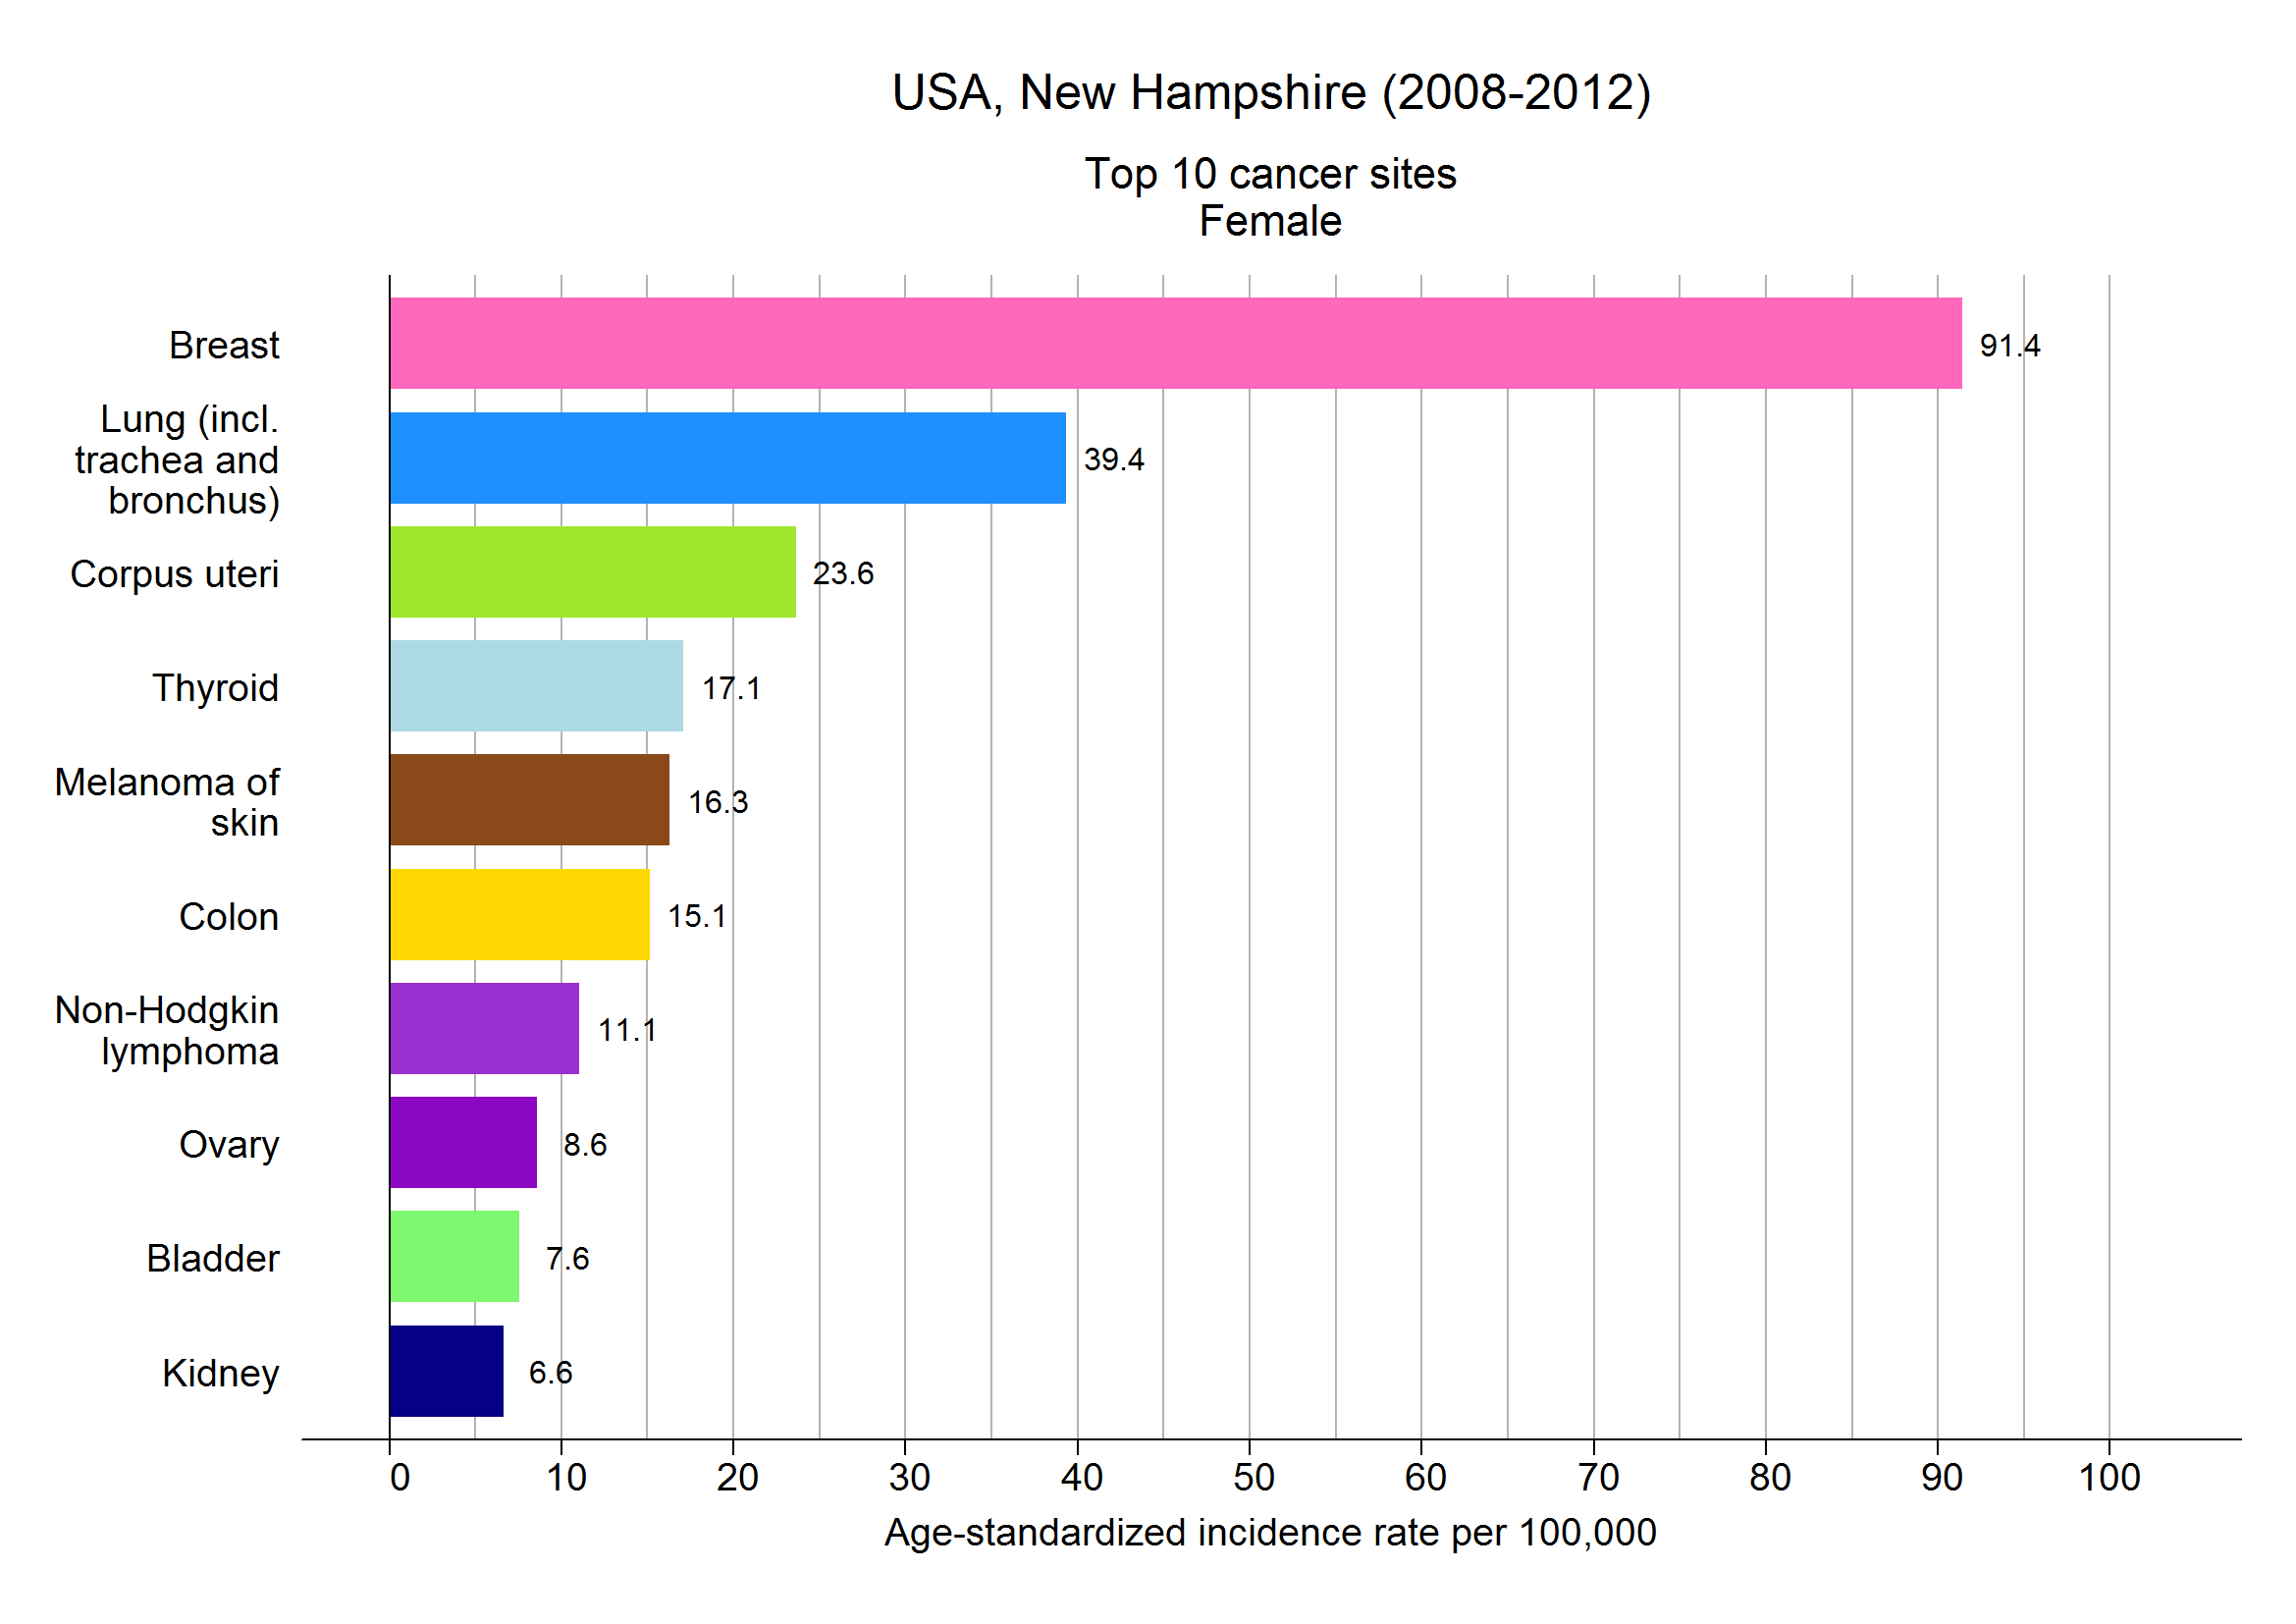 USA, New Hampshire (2008-2012)
Top 10 cancer sites
Female
Breast
91.4
Lung (incl.
trachea and
bronchus)
39.4
Corpus uteri
23.6
Thyroid
17.1
Melanoma of
skin
16.3
Colon
15.1
Non-Hodgkin
lymphoma
11.1
Ovary
8.6
Bladder
7.6
Kidney
6.6
0 10 20 30 40 50 60 70 80 90 100
Age-standardized incidence rate per 100,000